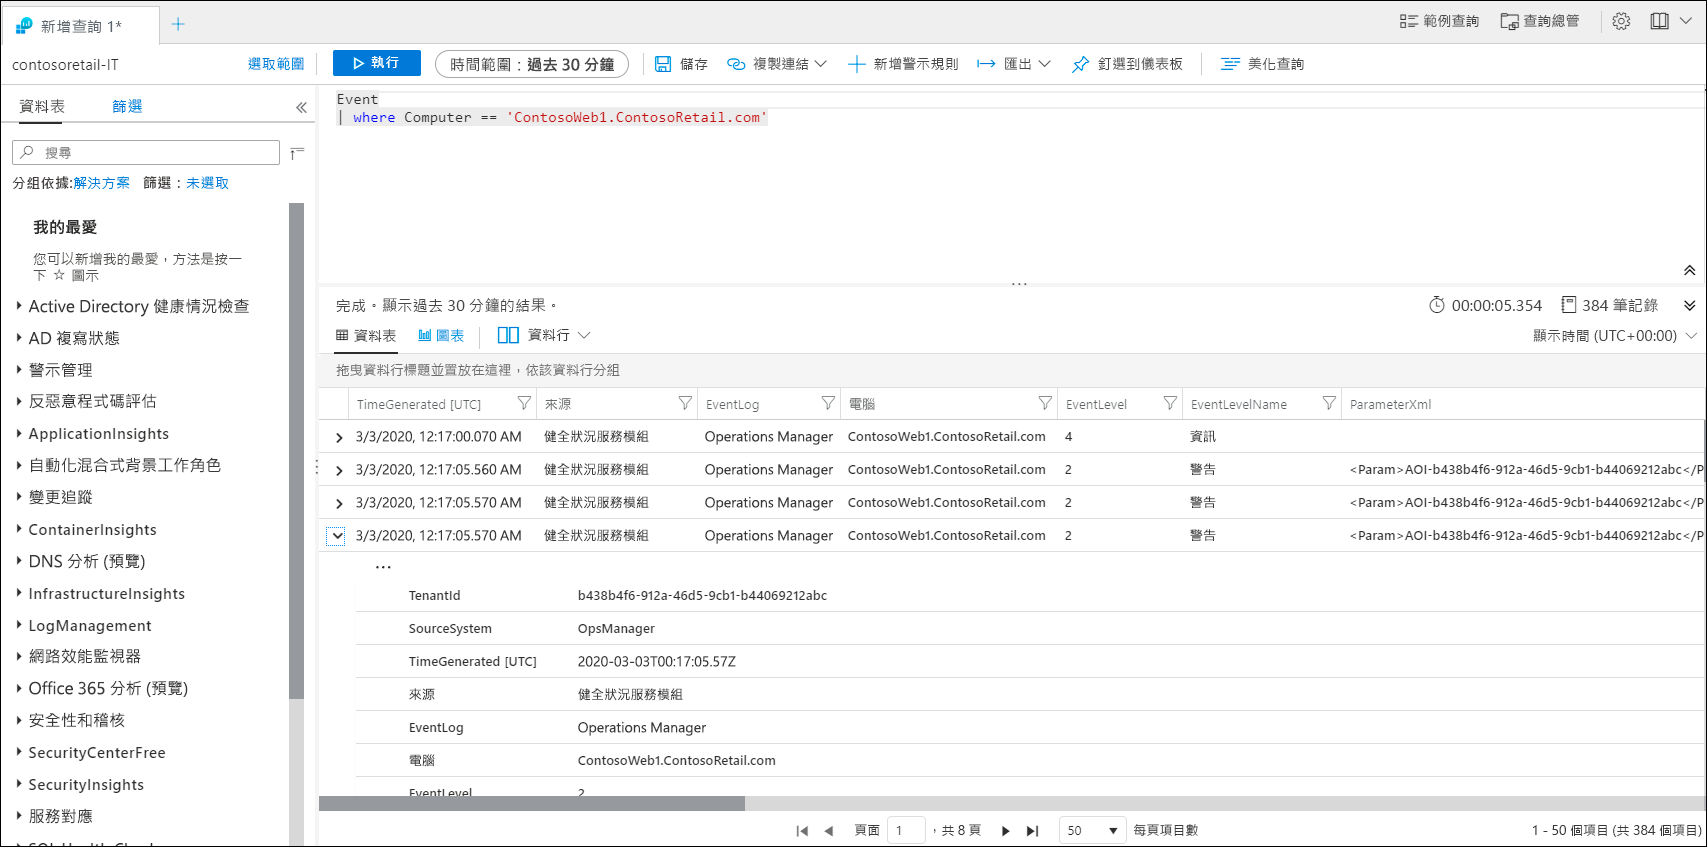 新增查詢 1*
範例查詢
查詢總管
contosoretail-IT
選取範圍
執行
時間範圍：過去 30 分鐘
儲存
複製連結
新增警示規則
匯出
釘選到儀表板
美化查詢
資料表
篩選
搜尋
分組依據:解決方案 篩選：未選取
我的最愛
您可以新增我的最愛，方法是按一
下 ☆ 圖示
Active Directory 健康情況檢查
AD 複寫狀態
警示管理
反惡意程式碼評估
ApplicationInsights
自動化混合式背景工作角色
變更追蹤
ContainerInsights
DNS 分析 (預覽)
InfrastructureInsights
LogManagement
網路效能監視器
Office 365 分析 (預覽)
安全性和稽核
SecurityCenterFree
SecurityInsights
服務對應
Event
| where Computer == 'ContosoWeb1.ContosoRetail.com'
完成。顯示過去 30 分鐘的結果。
00:00:05.354
384 筆記錄
資料表
圖表
資料行
顯示時間 (UTC+00:00)
拖曳資料行標題並置放在這裡，依該資料行分組
TimeGenerated [UTC] 來源 EventLog 電腦 EventLevel EventLevelName ParameterXml
3/3/2020, 12:17:00.070 AM 健全狀況服務模組 Operations Manager ContosoWeb1.ContosoRetail.com 4 資訊
3/3/2020, 12:17:05.560 AM 健全狀況服務模組 Operations Manager ContosoWeb1.ContosoRetail.com 2 警告 <Param>AOI-b438b4f6-912a-46d5-9cb1-b44069212abc</P
3/3/2020, 12:17:05.570 AM 健全狀況服務模組 Operations Manager ContosoWeb1.ContosoRetail.com 2 警告 <Param>AOI-b438b4f6-912a-46d5-9cb1-b44069212abc</P
3/3/2020, 12:17:05.570 AM 健全狀況服務模組 Operations Manager ContosoWeb1.ContosoRetail.com 2 警告 <Param>AOI-b438b4f6-912a-46d5-9cb1-b44069212abc</P
...
TenantId b438b4f6-912a-46d5-9cb1-b44069212abc
SourceSystem OpsManager
TimeGenerated [UTC] 2020-03-03T00:17:05.57Z
來源 健全狀況服務模組
EventLog Operations Manager
電腦 ContosoWeb1.ContosoRetail.com
EventLevel 2
頁面 1 ，共 8 頁 50 每頁項目數
1 - 50 個項目 (共 384 個項目)